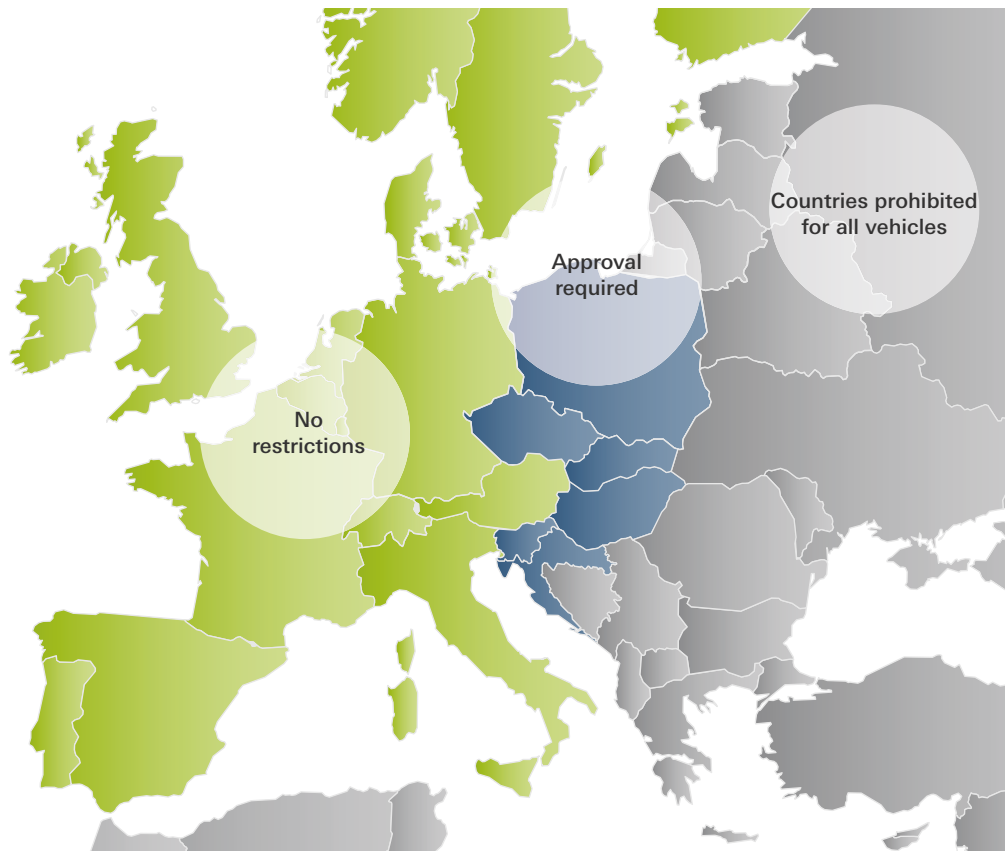 Countries prohibited
for all vehicles
Approval
required
No
restrictions